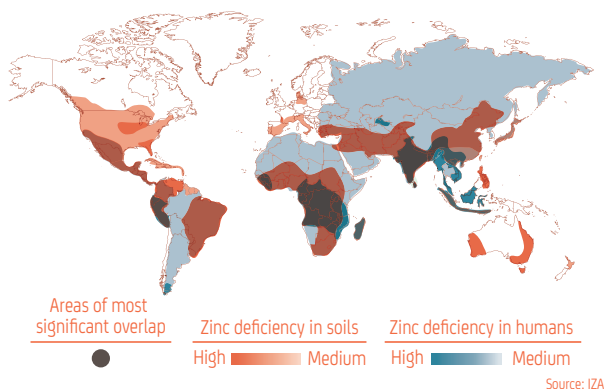 Areas of most
significant overlap
Zinc deficiency in soils
High Medium
Zinc deficiency in humans
High Medium
Source: IZA